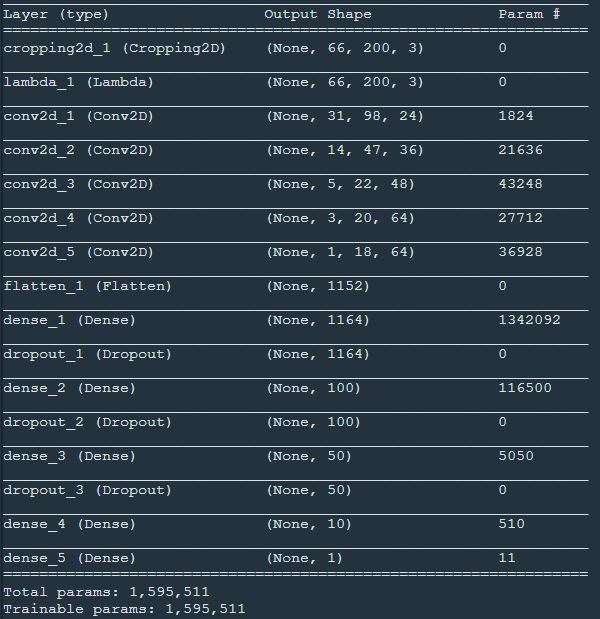 Layer (type) Output Shape Param #
cropping2d_1 (Cropping2D) (None, 66, 200, 3) 0
lambda_1 (Lambda) (None, 66, 200, 3) 0
conv2d_1 (Conv2D) (None, 31, 98, 24) 1824
conv2d_2 (Conv2D) (None, 14, 47, 36) 21636
conv2d_3 (Conv2D) (None, 5, 22, 48) 43248
conv2d_4 (Conv2D) (None, 3, 20, 64) 27712
conv2d_5 (Conv2D) (None, 1, 18, 64) 36928
flatten_1 (Flatten) (None, 1152) 0
dense_1 (Dense) (None, 1164) 1342092
dropout_1 (Dropout) (None, 1164) 0
dense_2 (Dense) (None, 100) 116500
dropout_2 (Dropout) (None, 100) 0
dense_3 (Dense) (None, 50) 5050
dropout_3 (Dropout) (None, 50) 0
dense_4 (Dense) (None, 10) 510
dense_5 (Dense) (None, 1) 11
Total params: 1,595,511
Trainable params: 1,595,511